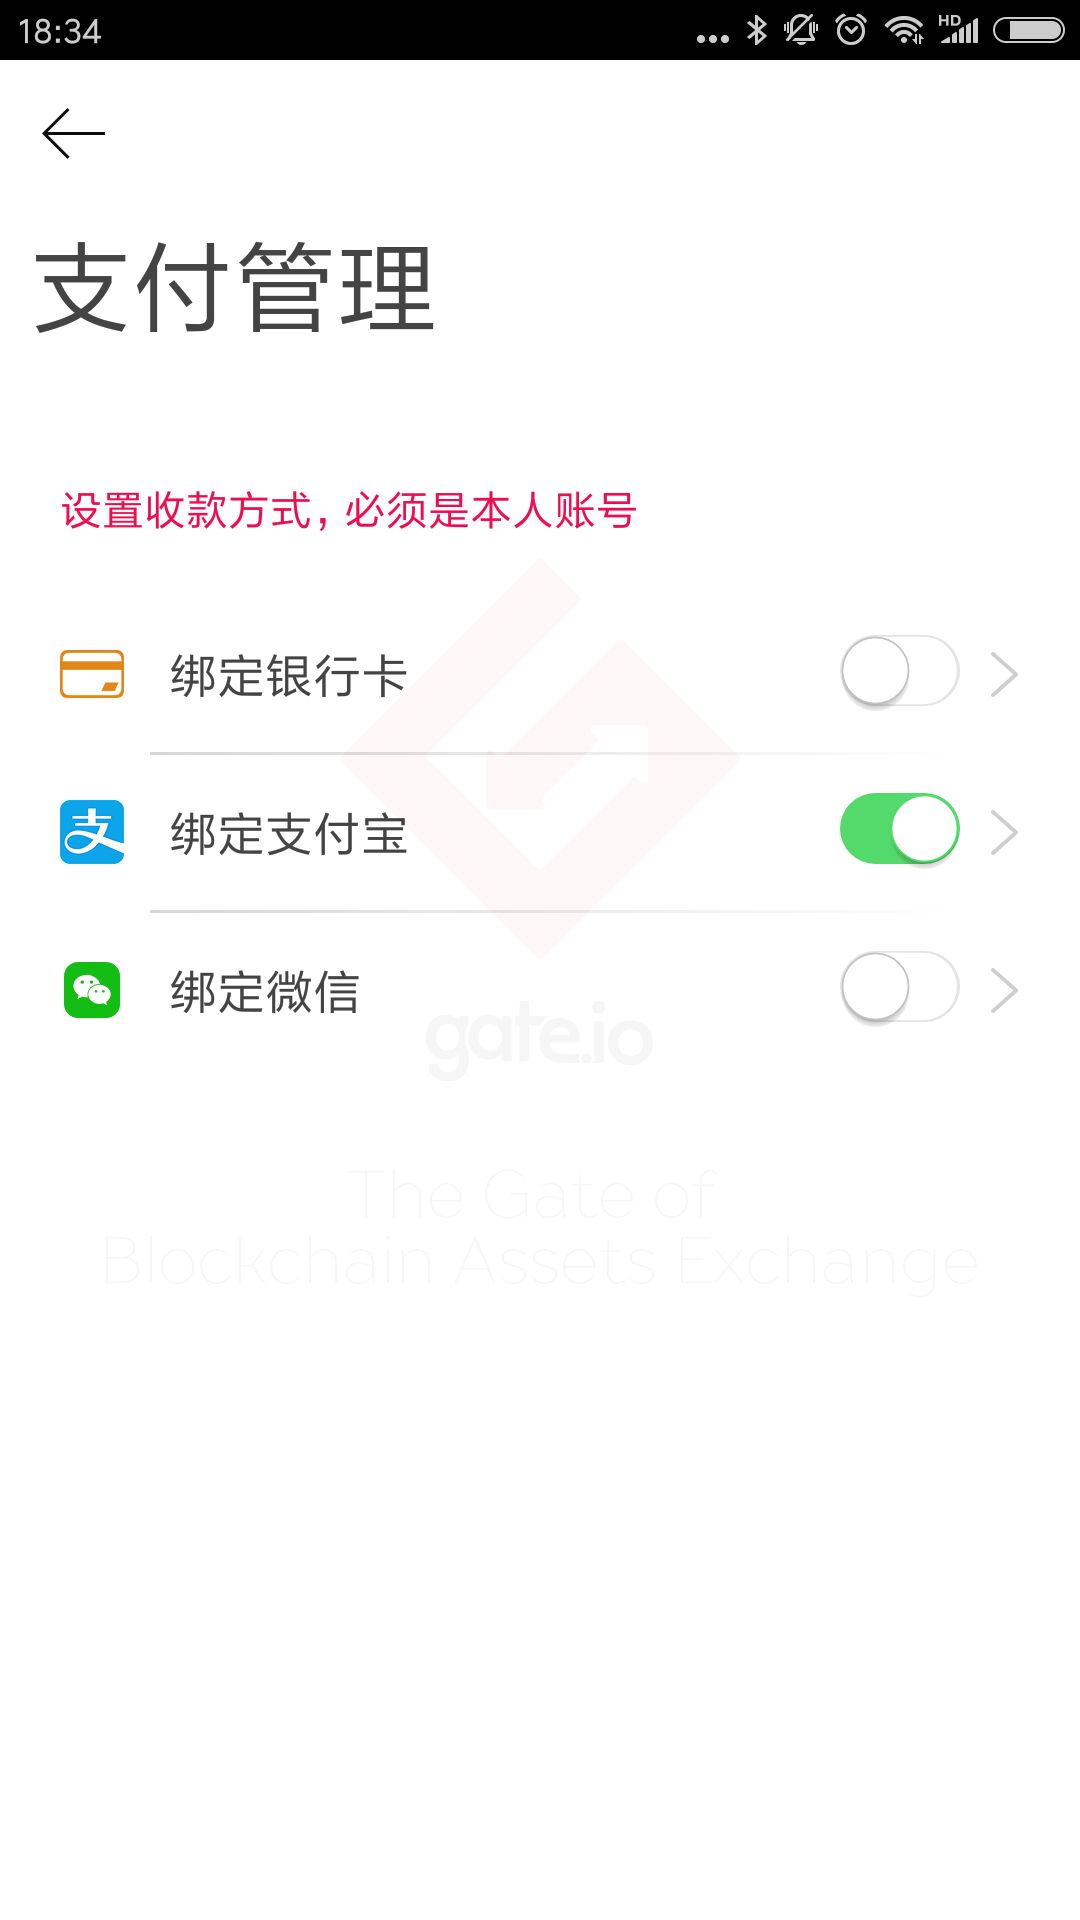 18:34
HD
支付管理
设置收款方式，必须是本人账号
绑定银行卡
绑定支付宝
绑定微信
gate.io
The Gate of
Blockchain Assets Exchange